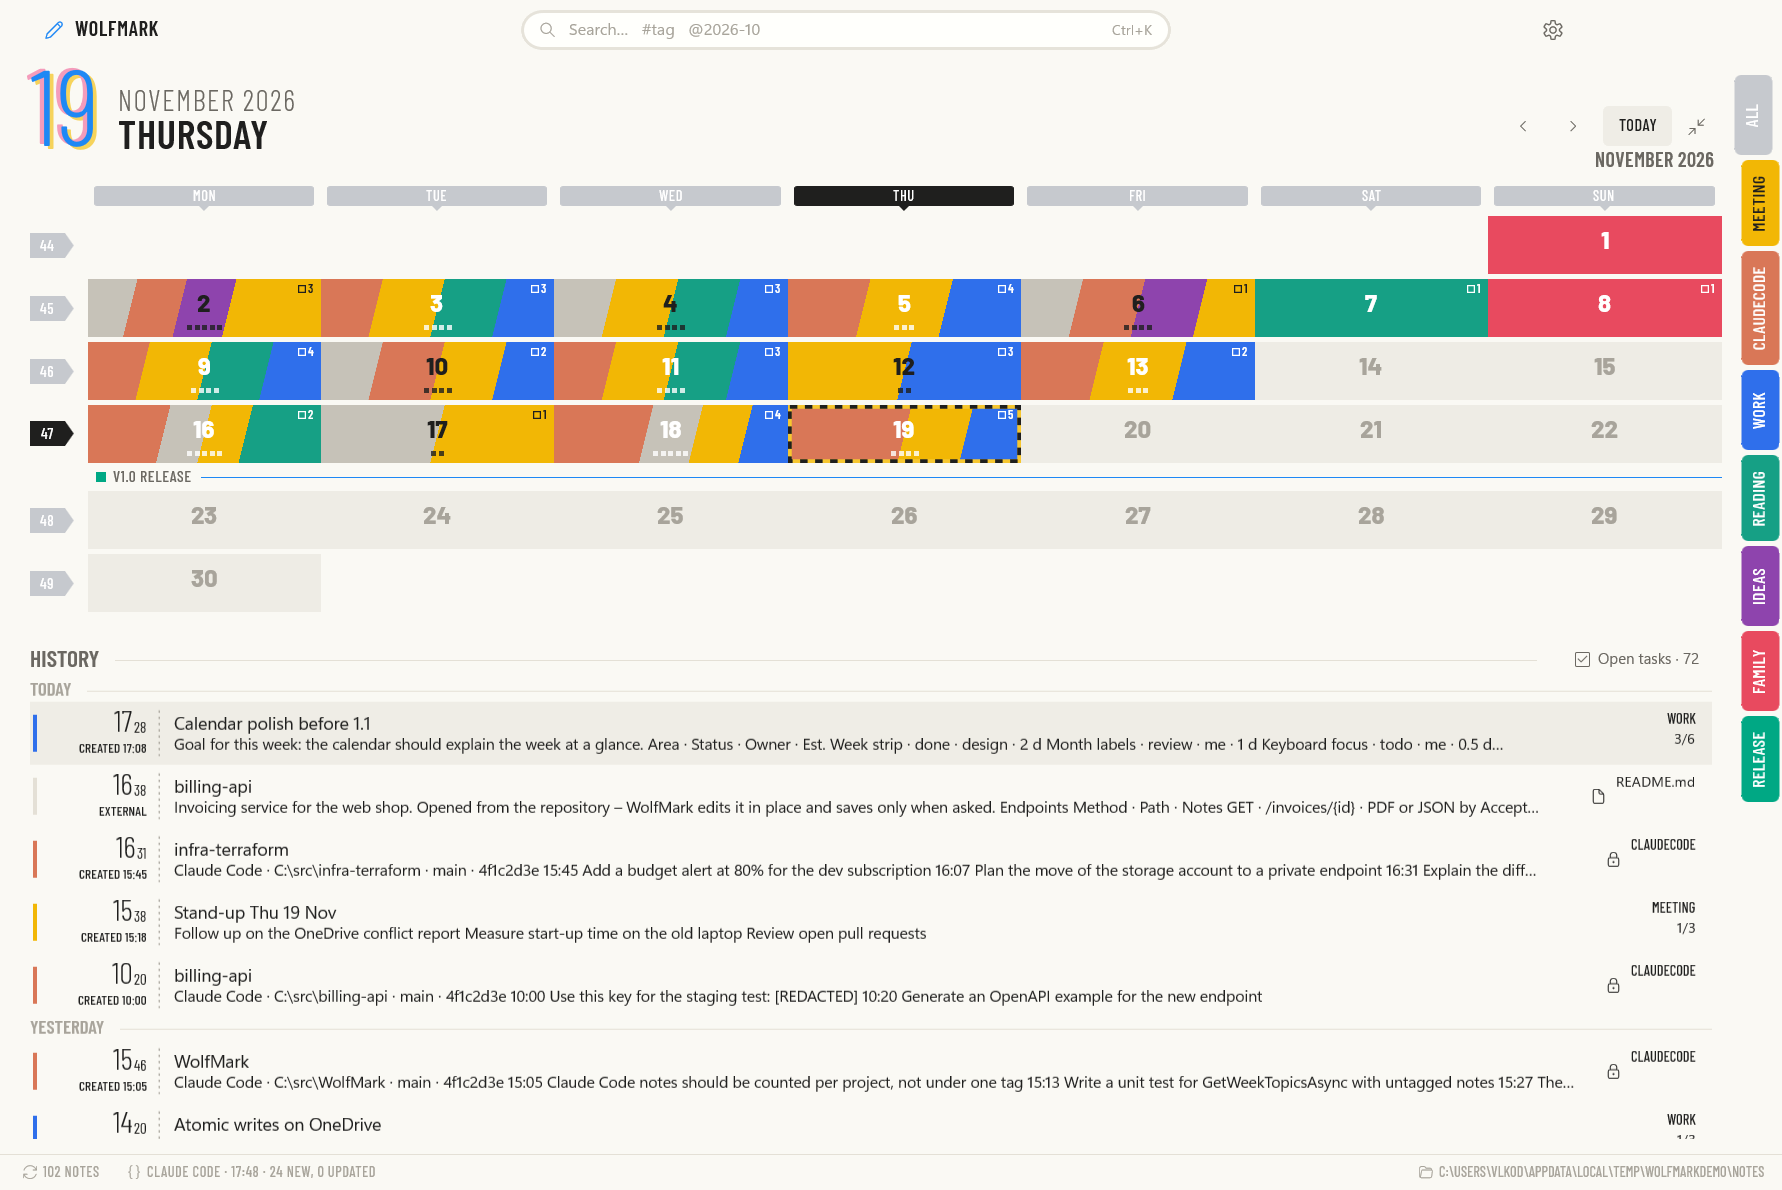 WOLFMARK
Search... #tag @2026-10 Ctrl+K
19
NOVEMBER 2026
THURSDAY
TODAY
NOVEMBER 2026
MON TUE WED THU FRI SAT SUN
44 1
45 2 3 3 3 4 3 5 4 6 1 7 1 8 1
46 9 4 10 2 11 3 12 3 13 2 14 15
47 16 2 17 1 18 4 19 5 20 21 22
V1.0 RELEASE
48 23 24 25 26 27 28 29
49 30
ALL
MEETING
CLAUDECODE
WORK
READING
IDEAS
FAMILY
RELEASE
HISTORY Open tasks · 72
TODAY
17 28 Calendar polish before 1.1 WORK
CREATED 17:08 Goal for this week: the calendar should explain the week at a glance. Area · Status · Owner · Est. Week strip · done · design · 2 d Month labels · review · me · 1 d Keyboard focus · todo · me · 0.5 d... 3/6
16 38 billing-api README.md
EXTERNAL Invoicing service for the web shop. Opened from the repository – WolfMark edits it in place and saves only when asked. Endpoints Method · Path · Notes GET · /invoices/{id} · PDF or JSON by Accept...
16 31 infra-terraform CLAUDECODE
CREATED 15:45 Claude Code · C:\src\infra-terraform · main · 4f1c2d3e 15:45 Add a budget alert at 80% for the dev subscription 16:07 Plan the move of the storage account to a private endpoint 16:31 Explain the diff...
15 38 Stand-up Thu 19 Nov MEETING
CREATED 15:18 Follow up on the OneDrive conflict report Measure start-up time on the old laptop Review open pull requests 1/3
10 20 billing-api CLAUDECODE
CREATED 10:00 Claude Code · C:\src\billing-api · main · 4f1c2d3e 10:00 Use this key for the staging test: [REDACTED] 10:20 Generate an OpenAPI example for the new endpoint
YESTERDAY
15 46 WolfMark CLAUDECODE
CREATED 15:05 Claude Code · C:\src\WolfMark · main · 4f1c2d3e 15:05 Claude Code notes should be counted per project, not under one tag 15:13 Write a unit test for GetWeekTopicsAsync with untagged notes 15:27 The...
14 20 Atomic writes on OneDrive WORK
102 NOTES {} CLAUDE CODE · 17:48 · 24 NEW, 0 UPDATED C:\USERS\VLKOD\APPDATA\LOCAL\TEMP\WOLFMARKDEMO\NOTES